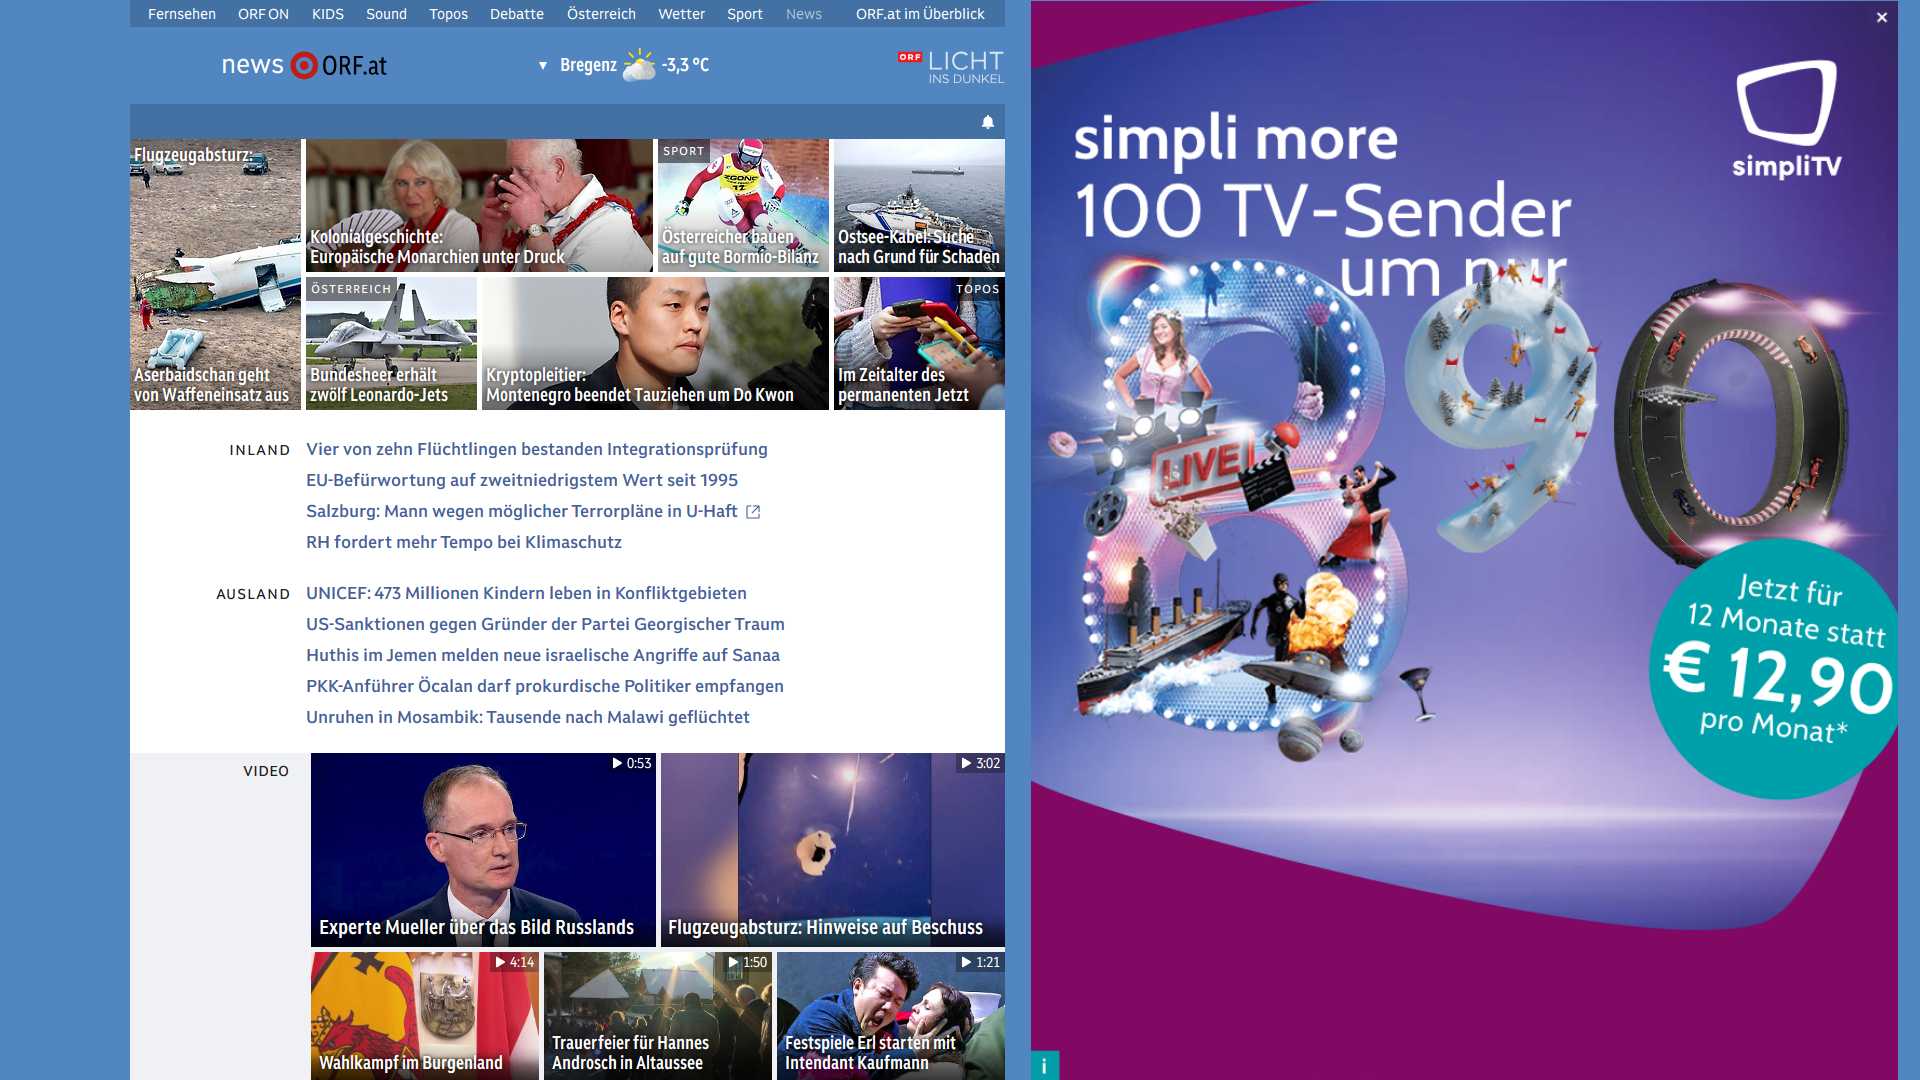 Fernsehen ORF ON KIDS Sound Topos Debatte Österreich Wetter Sport News ORF.at im Überblick
news ORF.at
Bregenz -3,3 °C
ORF LICHT
INS DUNKEL
Flugzeugabsturz:
Aserbaidschan geht
von Waffeneinsatz aus
Kolonialgeschichte:
Europäische Monarchien unter Druck
SPORT
ZGONC
12
Österreicher bauen
auf gute Bormio-Bilanz
Ostsee-Kabel: Suche
nach Grund für Schaden
ÖSTERREICH
Bundesheer erhält
zwölf Leonardo-Jets
Kryptopleitier:
Montenegro beendet Tauziehen um Do Kwon
TOPOS
Im Zeitalter des
permanenten Jetzt
INLAND
Vier von zehn Flüchtlingen bestanden Integrationsprüfung
EU-Befürwortung auf zweitniedrigstem Wert seit 1995
Salzburg: Mann wegen möglicher Terrorpläne in U-Haft
RH fordert mehr Tempo bei Klimaschutz
AUSLAND
UNICEF: 473 Millionen Kindern leben in Konfliktgebieten
US-Sanktionen gegen Gründer der Partei Georgischer Traum
Huthis im Jemen melden neue israelische Angriffe auf Sanaa
PKK-Anführer Öcalan darf prokurdische Politiker empfangen
Unruhen in Mosambik: Tausende nach Malawi geflüchtet
VIDEO
0:53
Experte Mueller über das Bild Russlands
3:02
Flugzeugabsturz: Hinweise auf Beschuss
4:14
Wahlkampf im Burgenland
1:50
Trauerfeier für Hannes
Androsch in Altaussee
1:21
Festspiele Erl starten mit
Intendant Kaufmann
simpliTV
simpli more
100 TV-Sender
um nur
8 90
LIVE
Jetzt für
12 Monate statt
€ 12,90
pro Monat*
i